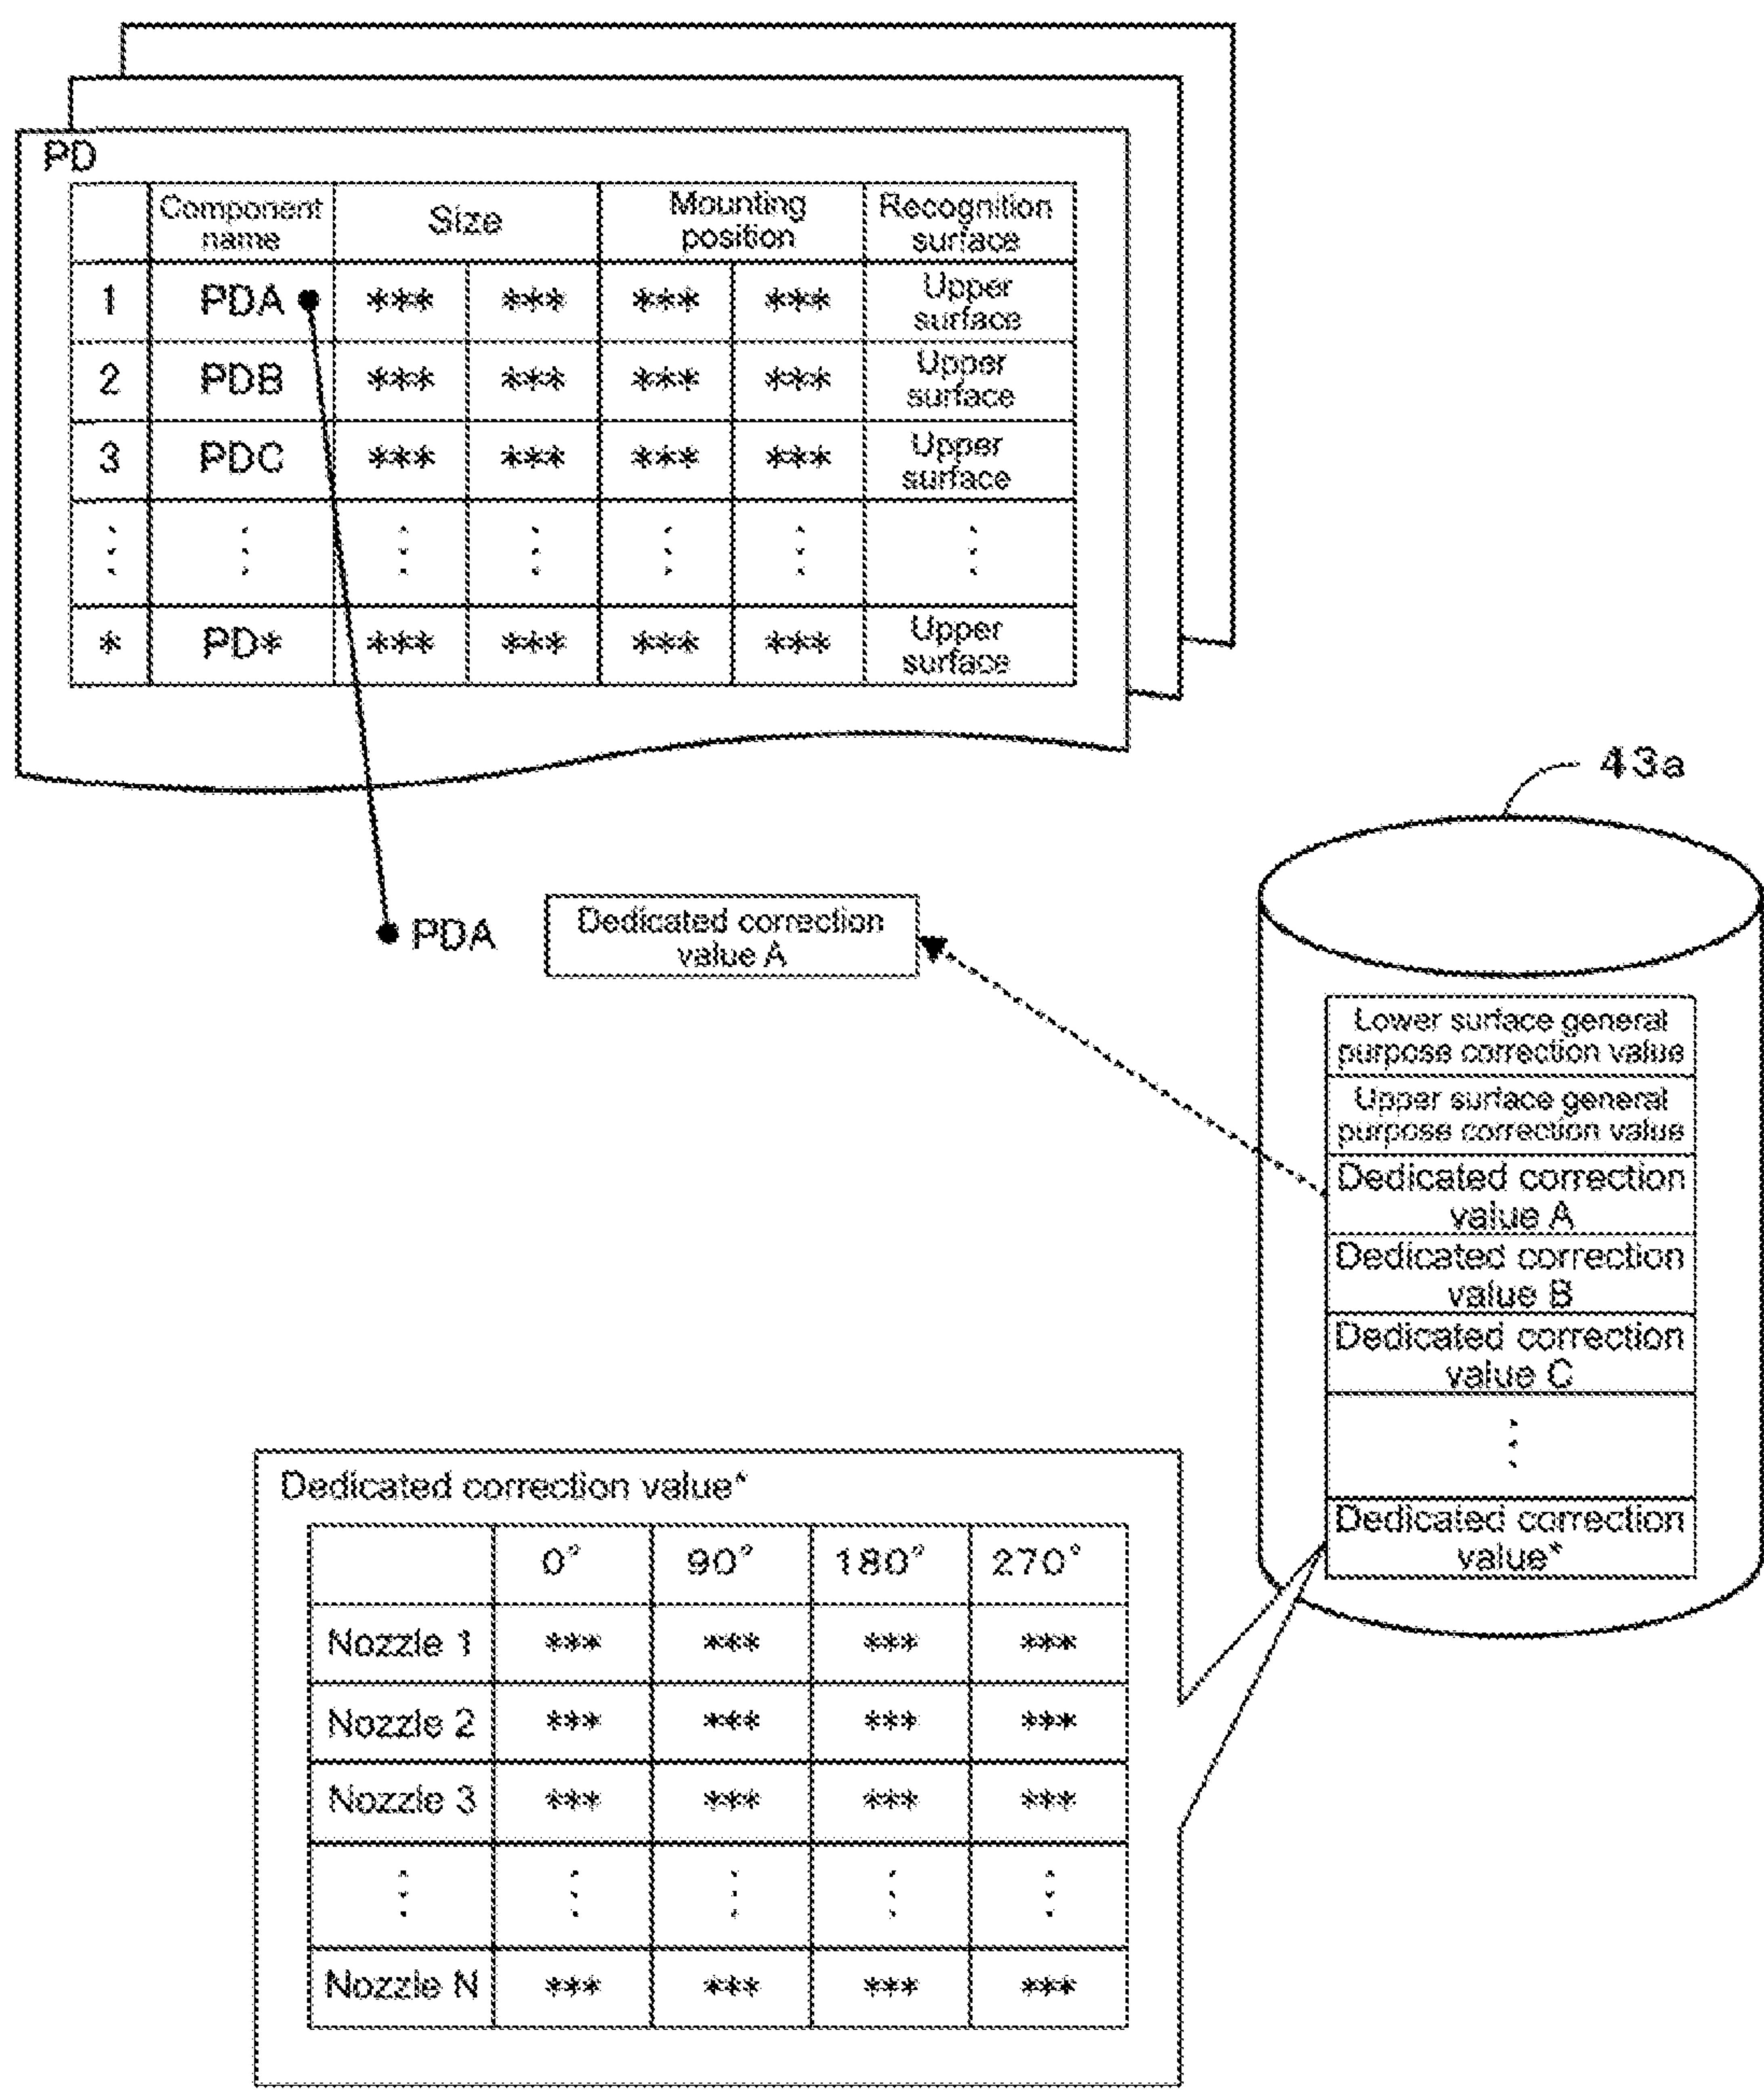 PD
Component name Size Mounting position Recognition surface
1 PDA *** *** *** *** Upper surface
2 PDB *** *** *** *** Upper surface
3 PDC *** *** *** *** Upper surface
⋮ ⋮ ⋮ ⋮ ⋮ ⋮ ⋮
* PD* *** *** *** *** Upper surface
43a
PDA
Dedicated correction
value A
Lower surface general
purpose correction value
Upper surface general
purpose correction value
Dedicated correction
value A
Dedicated correction
value B
Dedicated correction
value C
⋮
Dedicated correction
value*
Dedicated correction value*
0° 90° 180° 270°
Nozzle 1 *** *** *** ***
Nozzle 2 *** *** *** ***
Nozzle 3 *** *** *** ***
⋮ ⋮ ⋮ ⋮ ⋮
Nozzle N *** *** *** ***